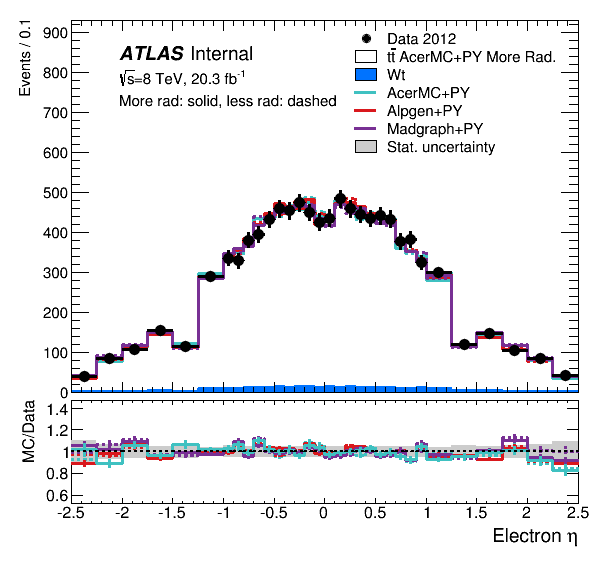 Events / 0.1
900
800
700
600
500
400
300
200
100
0
ATLAS Internal
√s=8 TeV, 20.3 fb⁻¹
More rad: solid, less rad: dashed
Data 2012
tt̄ AcerMC+PY More Rad.
Wt
AcerMC+PY
Alpgen+PY
Madgraph+PY
Stat. uncertainty
MC/Data
1.4
1.2
1
0.8
0.6
-2.5 -2 -1.5 -1 -0.5 0 0.5 1 1.5 2 2.5
Electron η